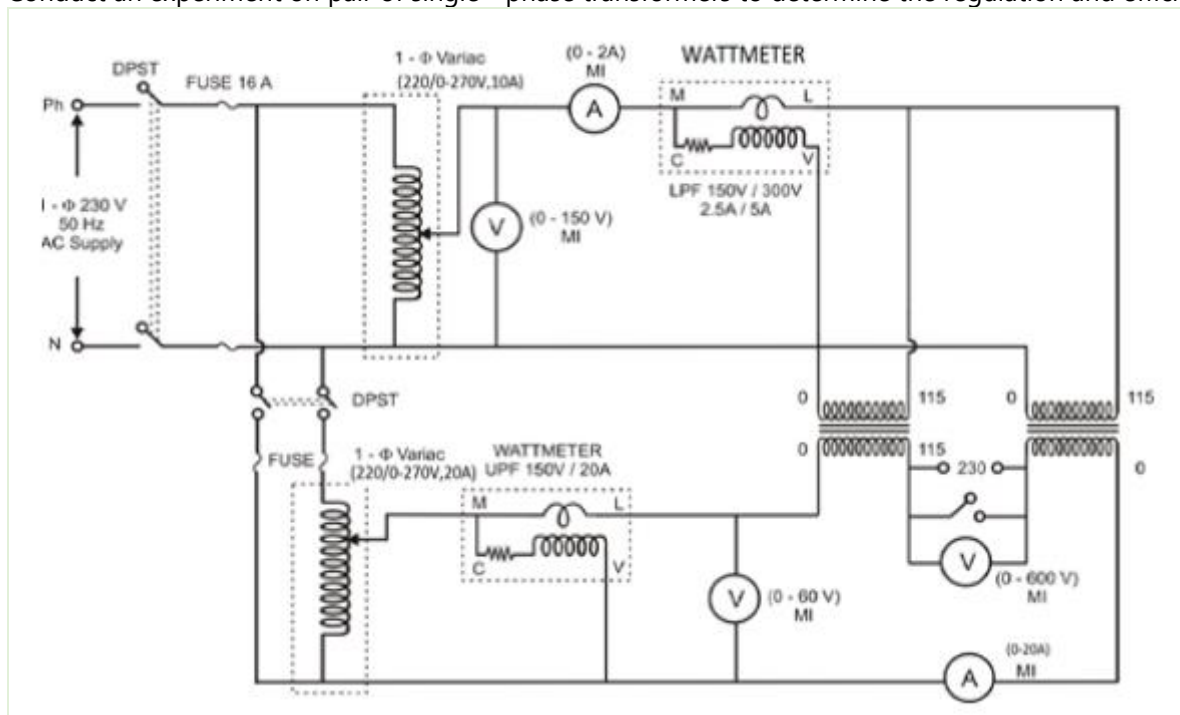 Conduct an experiment on pair of single - phase transformers to determine the regulation and
DPST
FUSE 16 A
1 - Φ Variac
(220/0-270V,10A)
(0 - 2A)
MI
WATTMETER
Ph
A
M
L
C
V
LPF 150V / 300V
2.5A / 5A
V
(0 - 150 V)
MI
- Φ 230 V
50 Hz
AC Supply
N
DPST
FUSE
1 - Φ Variac
(220/0-270V,20A)
WATTMETER
UPF 150V / 20A
M
L
C
V
0
115
0
115
0
115
0
230
V
(0 - 600 V)
MI
V
(0 - 60 V)
MI
A
(0-20A)
MI